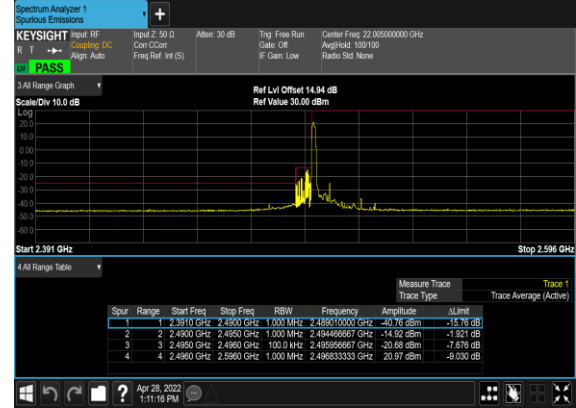 Spectrum Analyzer 1
Spurious Emissions
KEYSIGHT Input: RF Input Z: 50 Ω Atten: 30 dB Trig: Free Run Center Freq: 22.005000000 GHz
R T Coupling: DC Corr CCorr Gate: Off Avg|Hold: 100/100
Align: Auto Freq Ref: Int (S) IF Gain: Low Radio Std: None
LXI PASS
3 All Range Graph
Ref Lvl Offset 14.94 dB
Scale/Div 10.0 dB Ref Value 30.00 dBm
Log
20.0
10.0
0.00
-10.0
-20.0
-30.0
-40.0
-50.0
-60.0
Start 2.391 GHz Stop 2.596 GHz
4 All Range Table
Measure Trace Trace 1
Trace Type Trace Average (Active)
Spur Range Start Freq Stop Freq RBW Frequency Amplitude ΔLimit
1 1 2.3910 GHz 2.4900 GHz 1.000 MHz 2.489010000 GHz -40.76 dBm -15.76 dB
2 2 2.4900 GHz 2.4950 GHz 1.000 MHz 2.494466667 GHz -14.92 dBm -1.921 dB
3 3 2.4950 GHz 2.4960 GHz 100.0 kHz 2.495956667 GHz -20.68 dBm -7.676 dB
4 4 2.4960 GHz 2.5960 GHz 1.000 MHz 2.496833333 GHz 20.97 dBm -9.030 dB
? Apr 28, 2022
1:11:16 PM